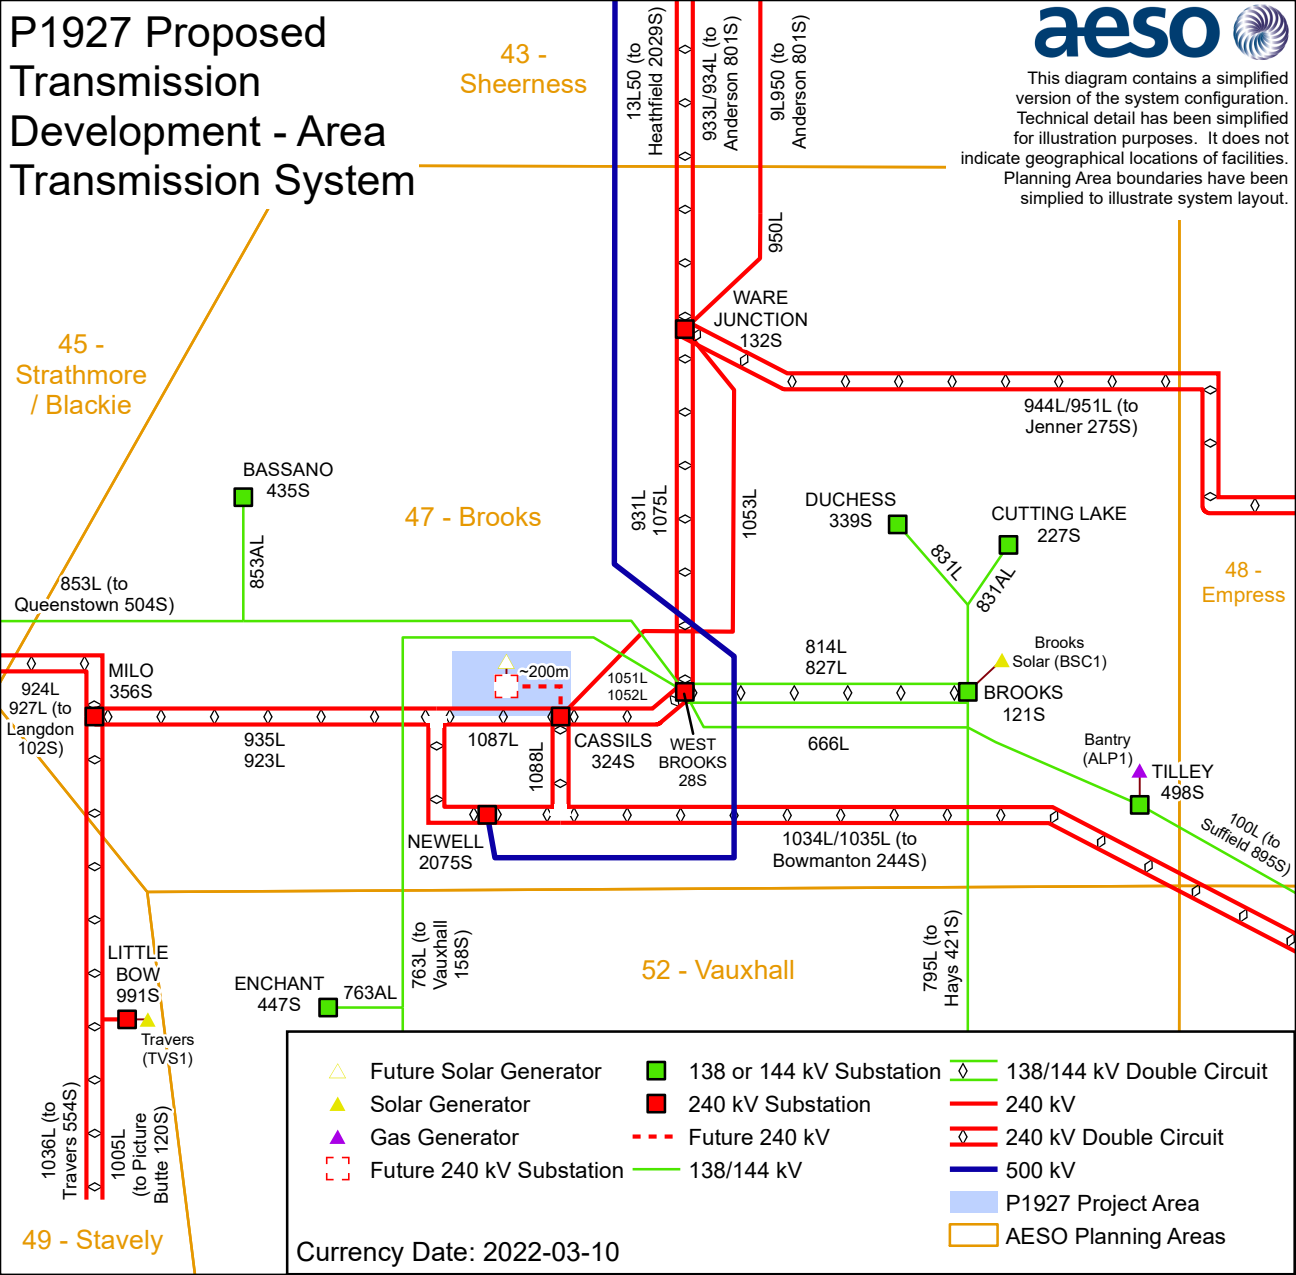 P1927 Proposed
Transmission
Development - Area
Transmission System
aeso
This diagram contains a simplified
version of the system configuration.
Technical detail has been simplified
for illustration purposes.  It does not
indicate geographical locations of facilities.
Planning Area boundaries have been
simplied to illustrate system layout.
43 -
Sheerness
13L50 (to
Heathfield 2029S)
933L/934L (to
Anderson 801S)
9L950 (to
Anderson 801S)
950L
WARE
JUNCTION
132S
45 -
Strathmore
/ Blackie
944L/951L (to
Jenner 275S)
BASSANO
435S
47 - Brooks
931L
1075L
1053L
DUCHESS
339S
CUTTING LAKE
227S
831L
831AL
48 -
Empress
853AL
853L (to
Queenstown 504S)
MILO
356S
924L
927L (to
Langdon
102S)
~200m
1051L
1052L
814L
827L
Brooks
Solar (BSC1)
BROOKS
121S
935L
923L
1087L
1088L
CASSILS
324S
WEST
BROOKS
28S
666L
Bantry
(ALP1)
TILLEY
498S
NEWELL
2075S
1034L/1035L (to
Bowmanton 244S)
100L (to
Suffield 895S)
LITTLE
BOW
991S
Travers
(TVS1)
ENCHANT
447S
763AL
763L (to
Vauxhall
158S)
52 - Vauxhall
795L (to
Hays 421S)
1036L (to
Travers 554S)
1005L
(to Picture
Butte 120S)
49 - Stavely
Future Solar Generator
Solar Generator
Gas Generator
Future 240 kV Substation
138 or 144 kV Substation
240 kV Substation
Future 240 kV
138/144 kV
138/144 kV Double Circuit
240 kV
240 kV Double Circuit
500 kV
P1927 Project Area
AESO Planning Areas
Currency Date: 2022-03-10